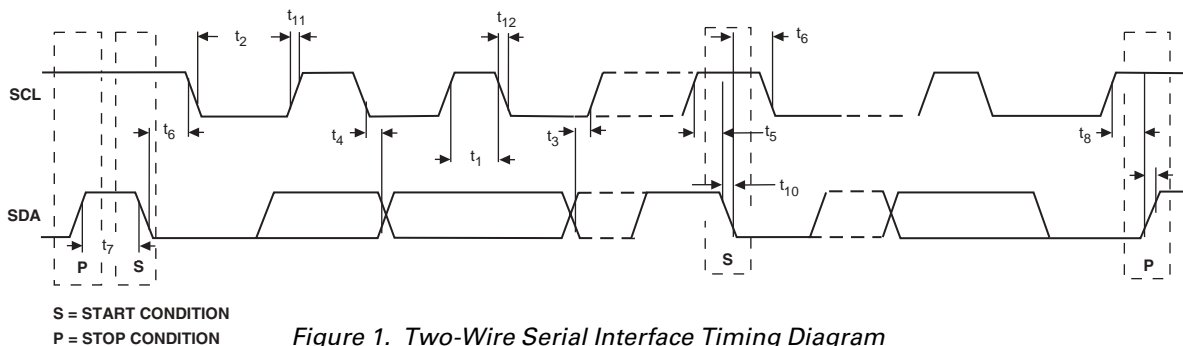 t11
t12
t2
t6
SCL
t6
t4
t3
t5
t8
t1
t10
SDA
t7
P
S
S
P
S = START CONDITION
P = STOP CONDITION
Figure 1. Two-Wire Serial Interface Timing Diagram